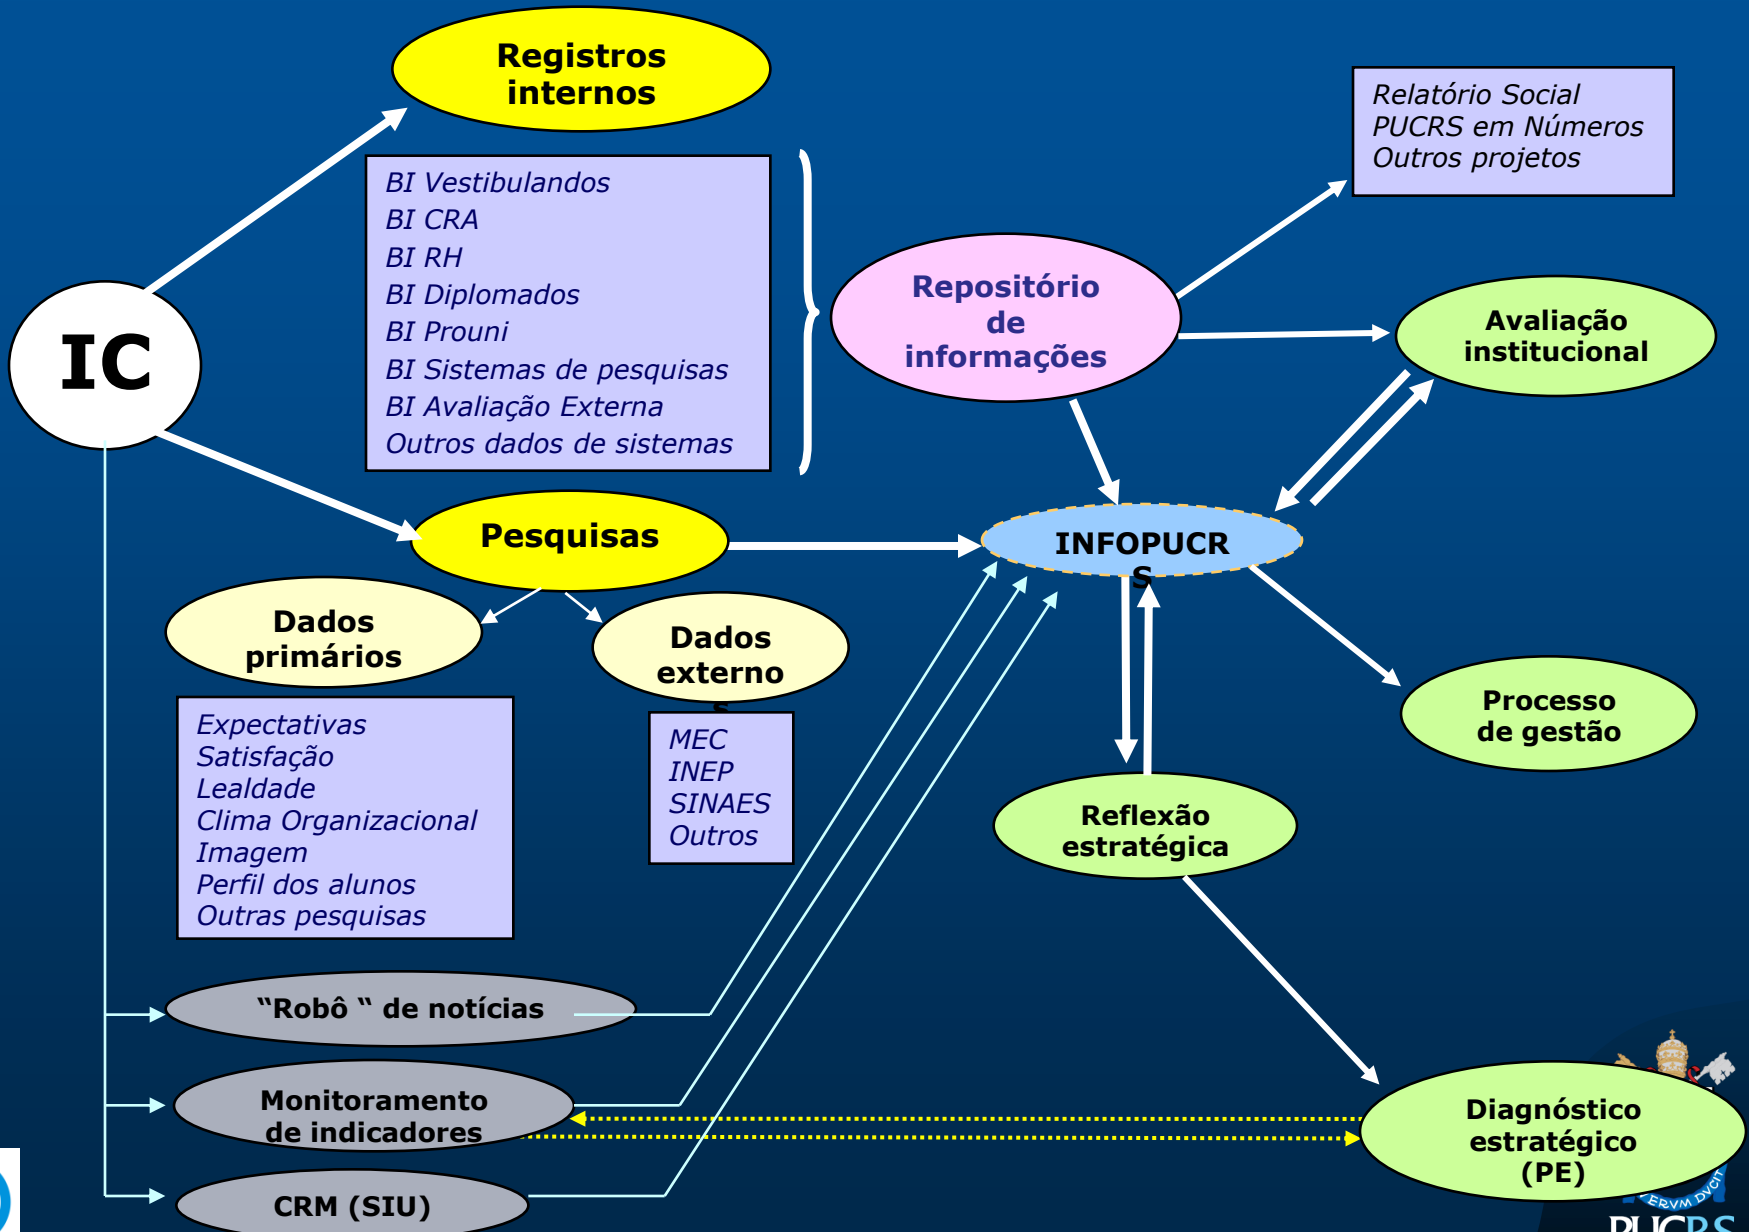 Registros
internos
Relatório Social
PUCRS em Números
Outros projetos
BI Vestibulandos
BI CRA
BI RH
BI Diplomados
BI Prouni
BI Sistemas de pesquisas
BI Avaliação Externa
Outros dados de sistemas
IC
Repositório
de
informações
Avaliação
institucional
Pesquisas
INFOPUCR
S
Dados
primários
Dados
externo
s
Expectativas
Satisfação
Lealdade
Clima Organizacional
Imagem
Perfil dos alunos
Outras pesquisas
MEC
INEP
SINAES
Outros
Processo
de gestão
Reflexão
estratégica
“Robô “ de notícias
Monitoramento
de indicadores
CRM (SIU)
Diagnóstico
estratégico
(PE)
PUCRS